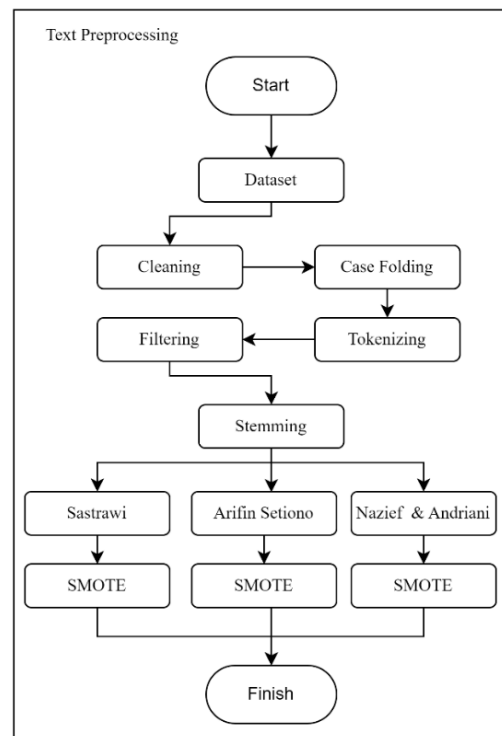 Text Preprocessing
Start
Dataset
Cleaning
Case Folding
Filtering
Tokenizing
Stemming
Sastrawi
Arifin Setiono
Nazief & Andriani
SMOTE
SMOTE
SMOTE
Finish